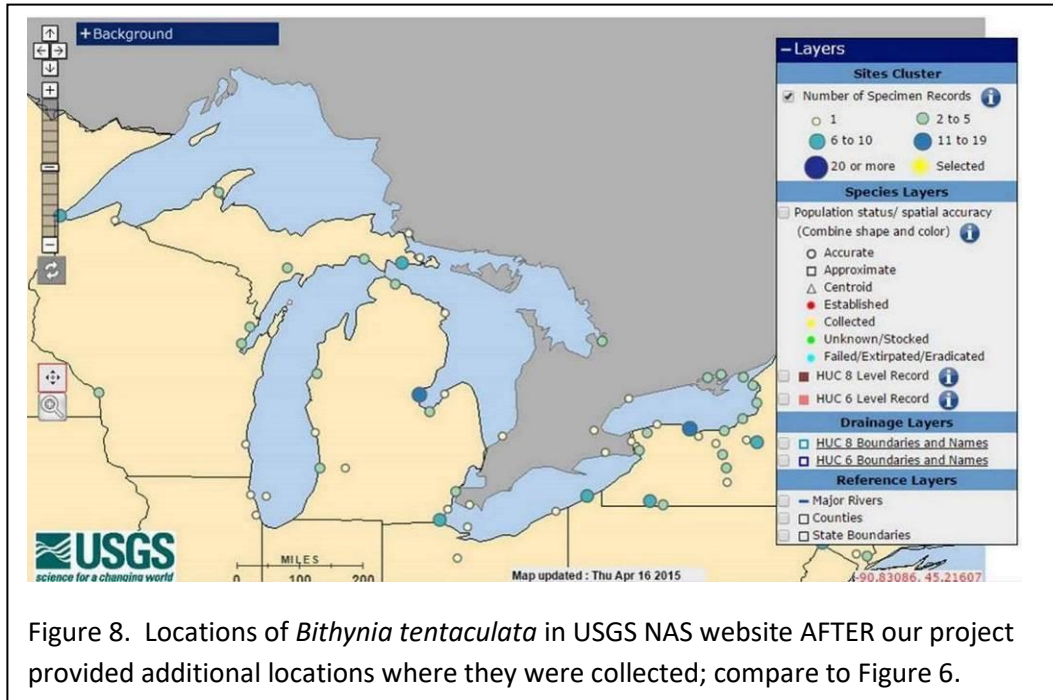 +Background
−Layers
Sites Cluster
Number of Specimen Records i
1 2 to 5
6 to 10 11 to 19
20 or more Selected
Species Layers
Population status/ spatial accuracy
(Combine shape and color) i
Accurate
Approximate
Centroid
Established
Collected
Unknown/Stocked
Failed/Extirpated/Eradicated
HUC 8 Level Record i
HUC 6 Level Record i
Drainage Layers
HUC 8 Boundaries and Names
HUC 6 Boundaries and Names
Reference Layers
Major Rivers
Counties
State Boundaries
USGS
science for a changing world
MILES
0 100 200
Map updated : Thu Apr 16 2015
-90.83086, 45.21607
Figure 8. Locations of Bithynia tentaculata in USGS NAS website AFTER our project
provided additional locations where they were collected; compare to Figure 6.